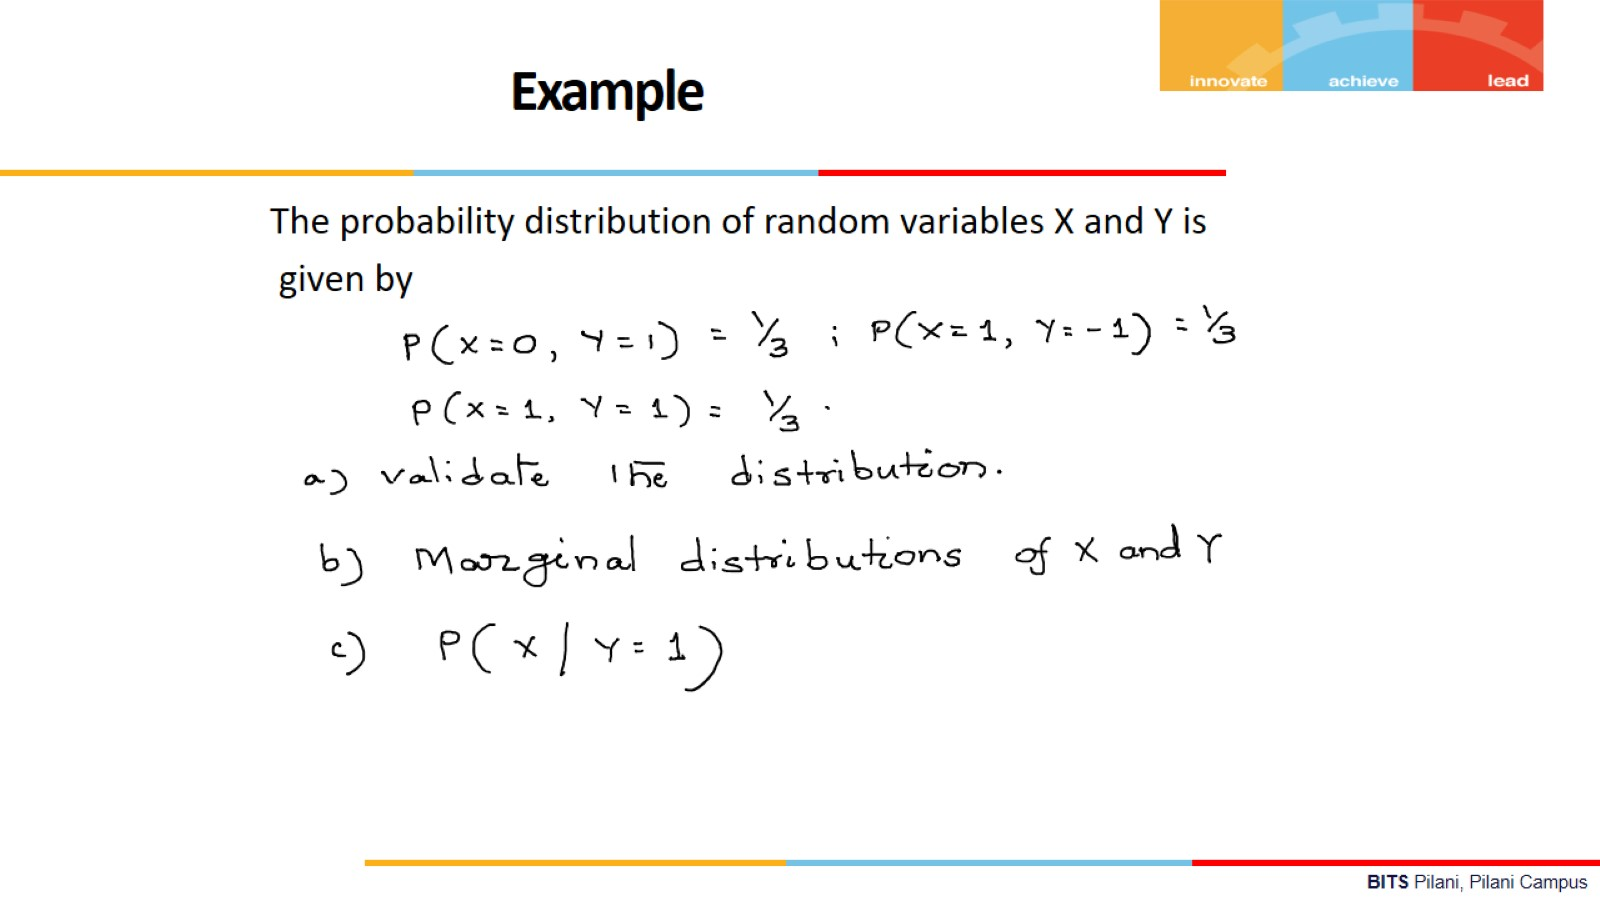 innovate achieve lead
Example
The probability distribution of random variables X and Y is
given by
P(X=0, Y=1) = 1/3 ; P(X=1, Y=-1) = 1/3
P(X=1, Y=1) = 1/3.
a) validate The distribution.
b) Marginal distributions of X and Y
c) P(X/Y=1)
BITS Pilani, Pilani Campus